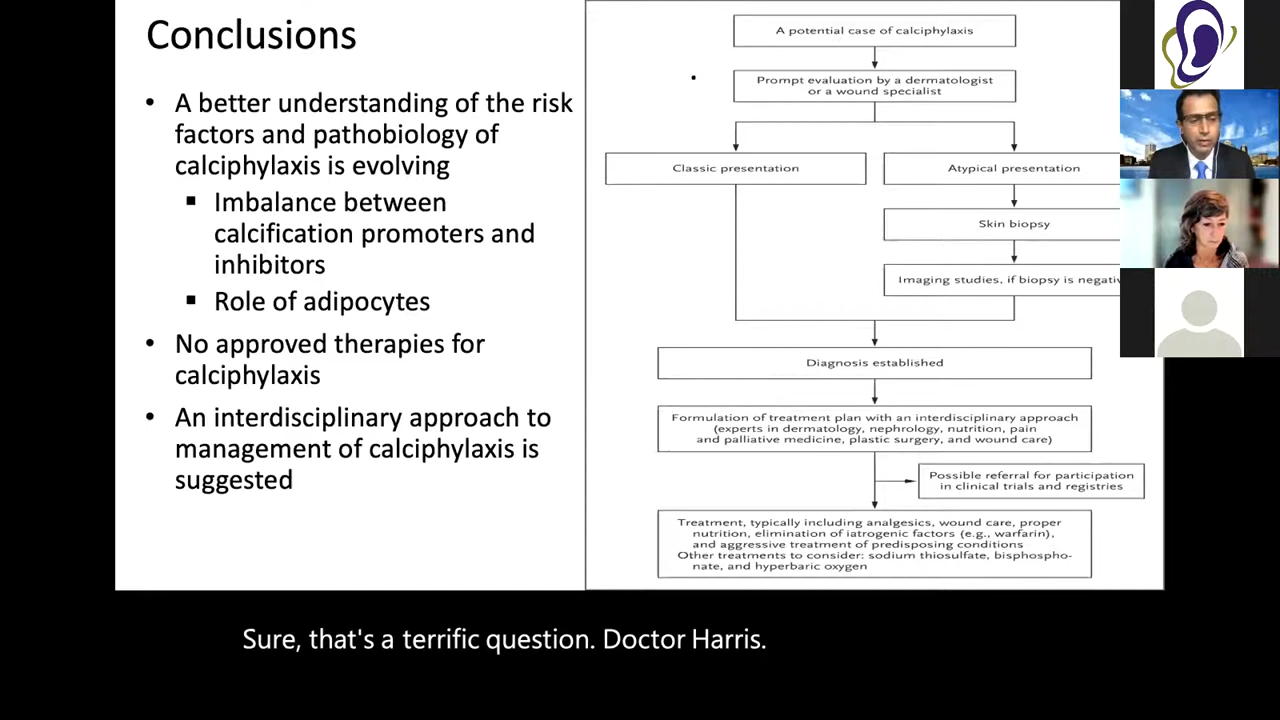 Conclusions
• A better understanding of the risk
factors and pathobiology of
calciphylaxis is evolving
▪ Imbalance between
calcification promoters and
inhibitors
▪ Role of adipocytes
• No approved therapies for
calciphylaxis
• An interdisciplinary approach to
management of calciphylaxis is
suggested
A potential case of calciphylaxis
Prompt evaluation by a dermatologist
or a wound specialist
Classic presentation
Atypical presentation
Skin biopsy
Imaging studies, if biopsy is negativ
Diagnosis established
Formulation of treatment plan with an interdisciplinary approach
(experts in dermatology, nephrology, nutrition, pain
and palliative medicine, plastic surgery, and wound care)
Possible referral for participation
in clinical trials and registries
Treatment, typically including analgesics, wound care, proper
nutrition, elimination of iatrogenic factors (e.g., warfarin),
and aggressive treatment of predisposing conditions
Other treatments to consider: sodium thiosulfate, bisphospho-
nate, and hyperbaric oxygen
Sure, that's a terrific question. Doctor Harris.